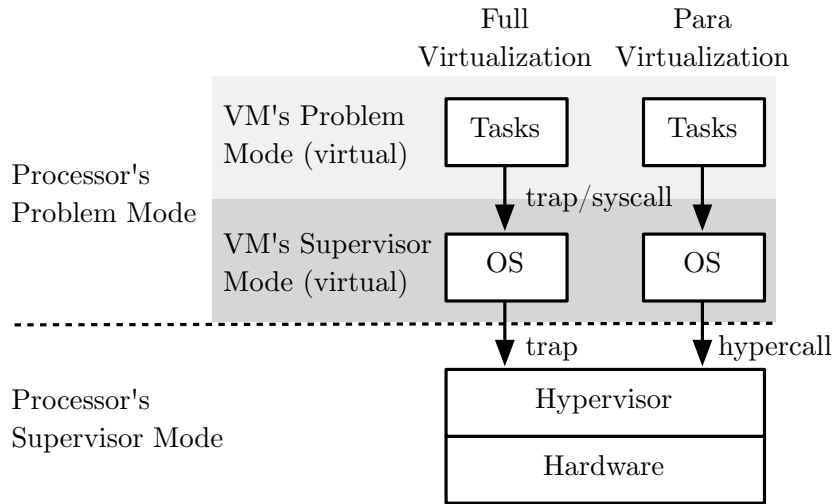 Full
Virtualization
Para
Virtualization
VM's Problem
Mode (virtual)
Tasks
Tasks
Processor's
Problem Mode
trap/syscall
VM's Supervisor
Mode (virtual)
OS
OS
trap
hypercall
Processor's
Supervisor Mode
Hypervisor
Hardware